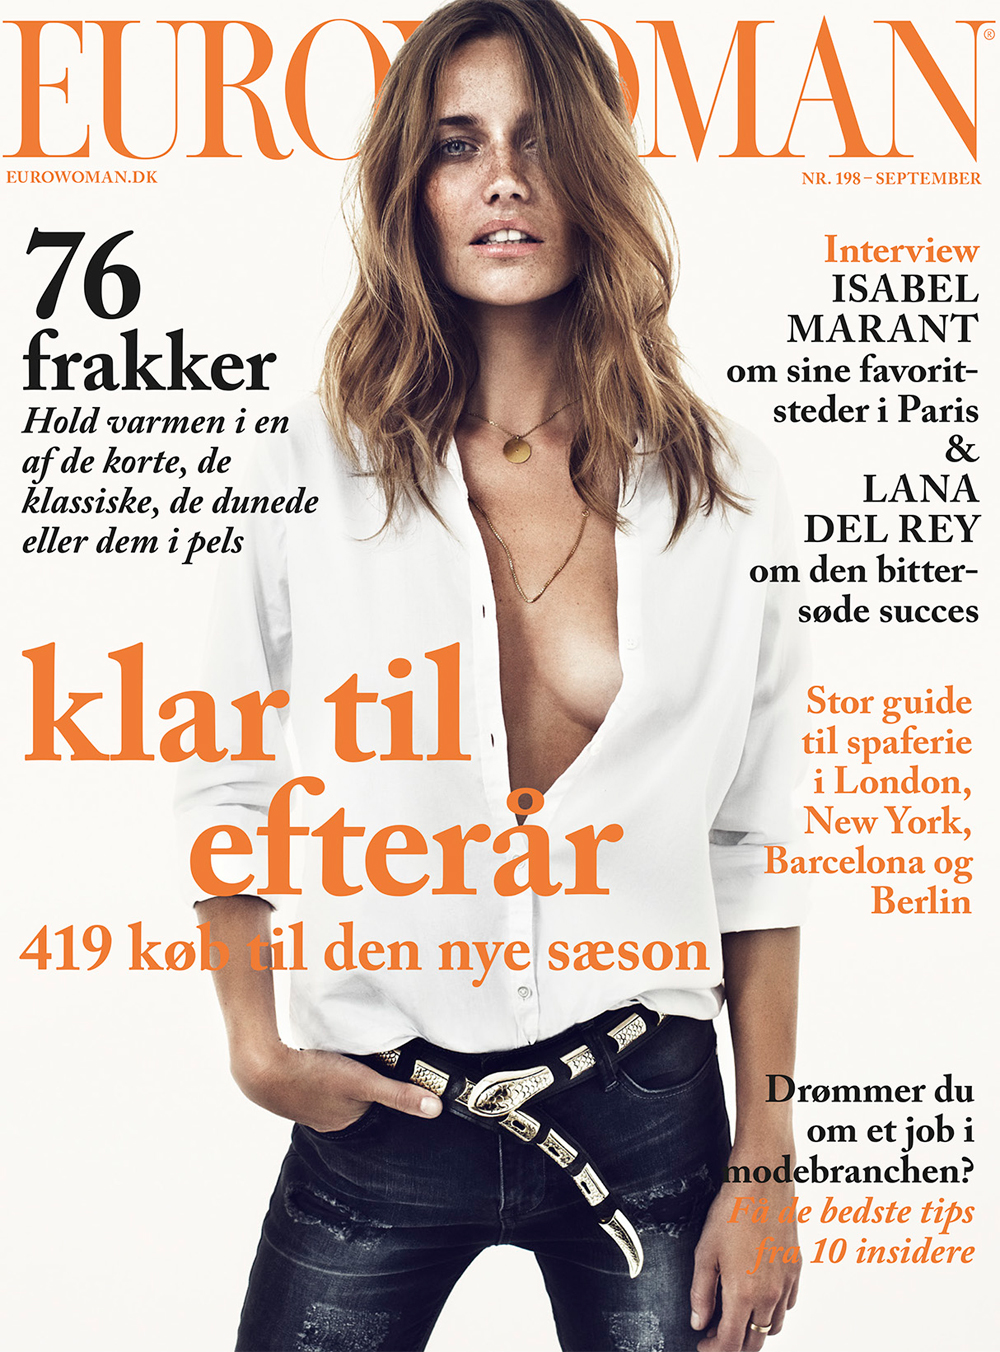 EUROWOMAN®
EUROWOMAN.DK
NR. 198 – SEPTEMBER
76
frakker
Hold varmen i en
af de korte, de
klassiske, de dunede
eller dem i pels
Interview
ISABEL
MARANT
om sine favorit-
steder i Paris
&
LANA
DEL REY
om den bitter-
søde succes
klar til
efterår
419 køb til den nye sæson
Stor guide
til spaferie
i London,
New York,
Barcelona og
Berlin
Drømmer du
om et job i
modebranchen?
Få de bedste tips
fra 10 insidere